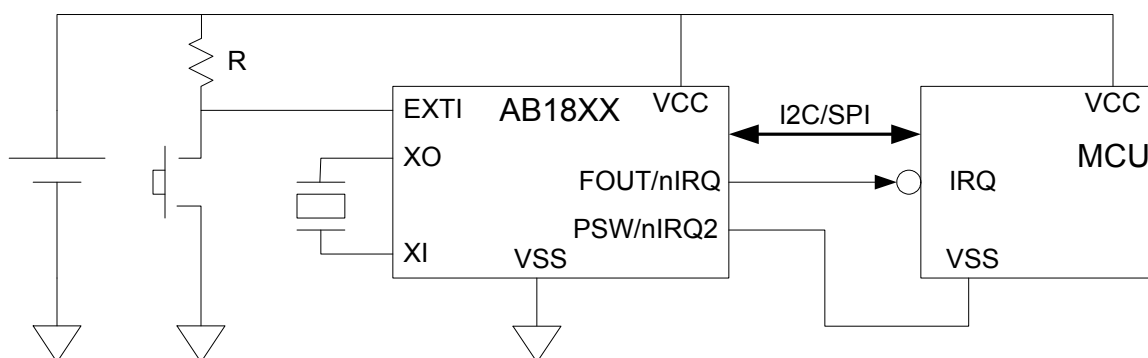 R
EXTI
AB18XX
VCC
I2C/SPI
VCC
XO
MCU
FOUT/nIRQ
IRQ
PSW/nIRQ2
XI
VSS
VSS